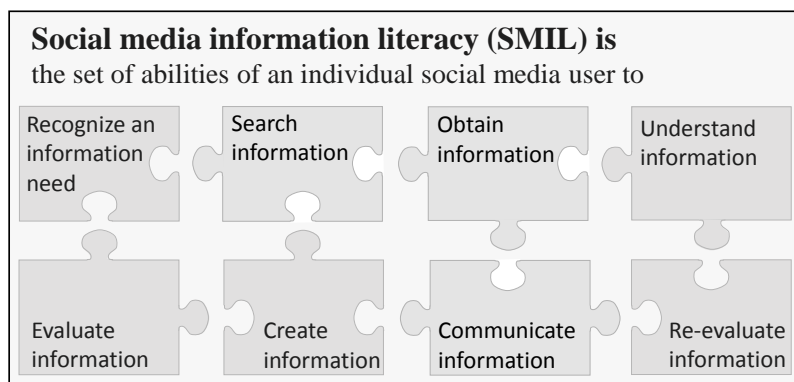 Social media information literacy (SMIL) is
the set of abilities of an individual social media user to
Recognize an
information
need
Search
information
Obtain
information
Understand
information
Evaluate
information
Create
information
Communicate
information
Re-evaluate
information